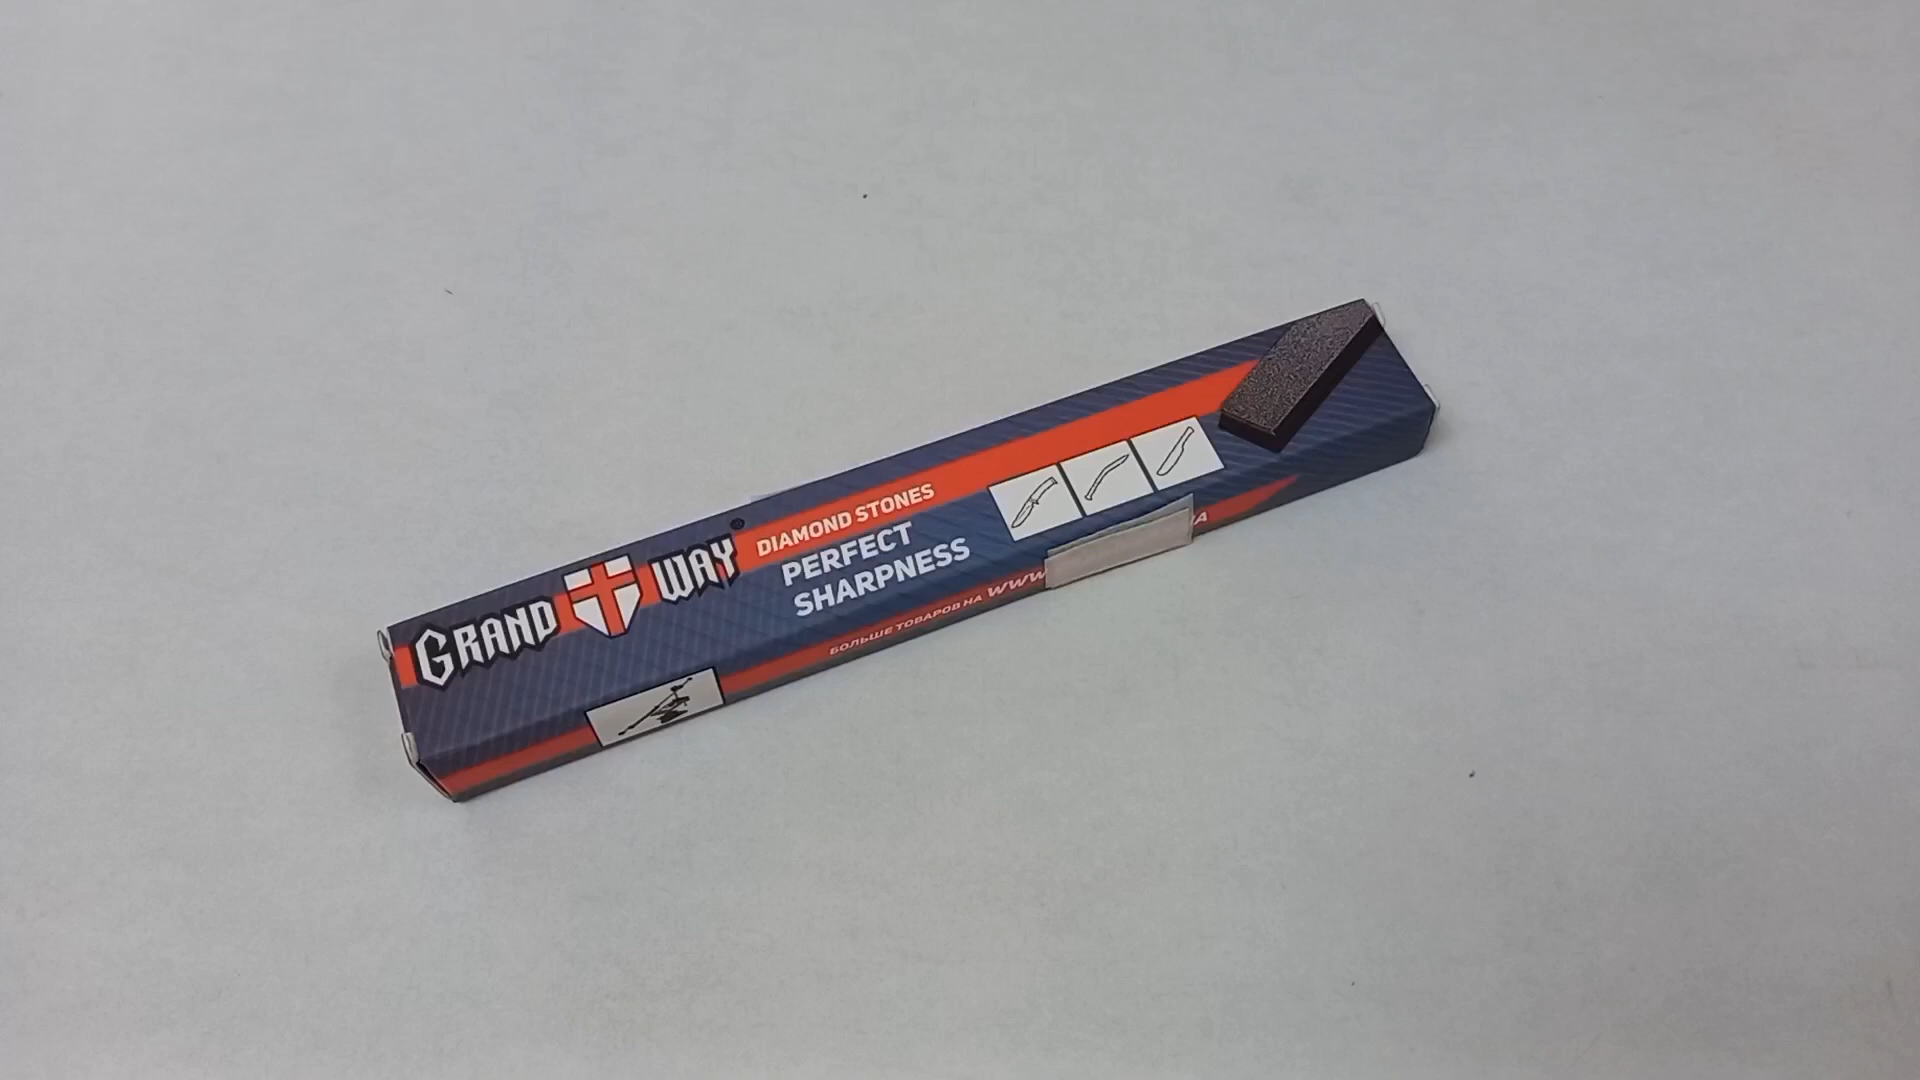 GRAND WAY
DIAMOND STONES
PERFECT
SHARPNESS
БОЛЬШЕ ТОВАРОВ НА WWW